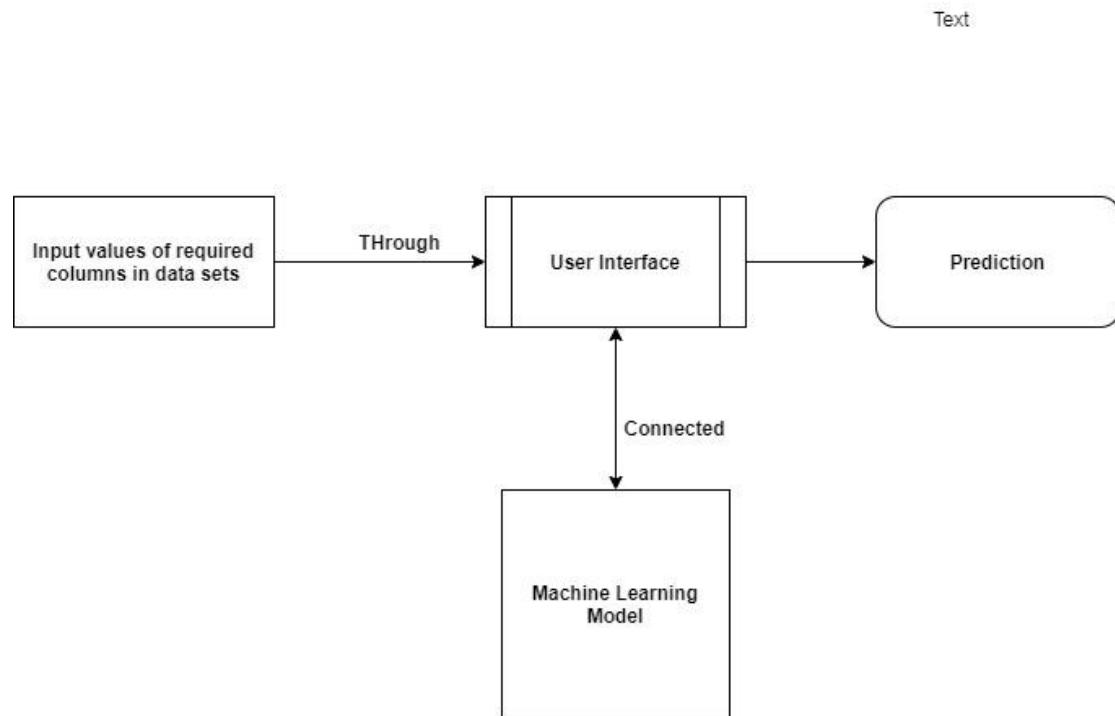 Text
Input values of required
columns in data sets
THrough
User Interface
Prediction
Connected
Machine Learning
Model